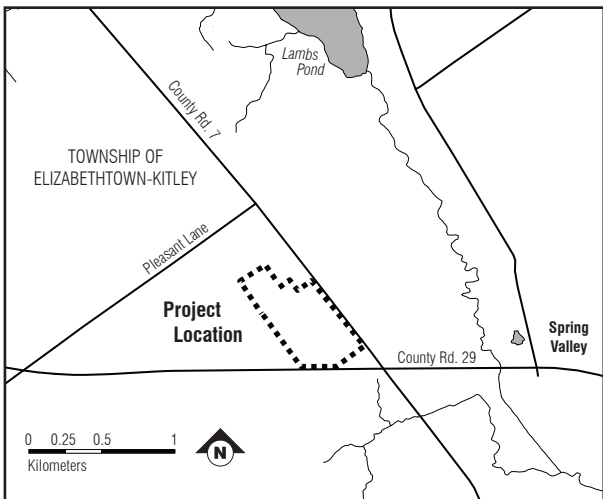 Lambs
Pond
County Rd. 7
TOWNSHIP OF
ELIZABETHTOWN-KITLEY
Pleasant Lane
Project
Location
Spring
Valley
County Rd. 29
0 0.25 0.5 1
Kilometers
N